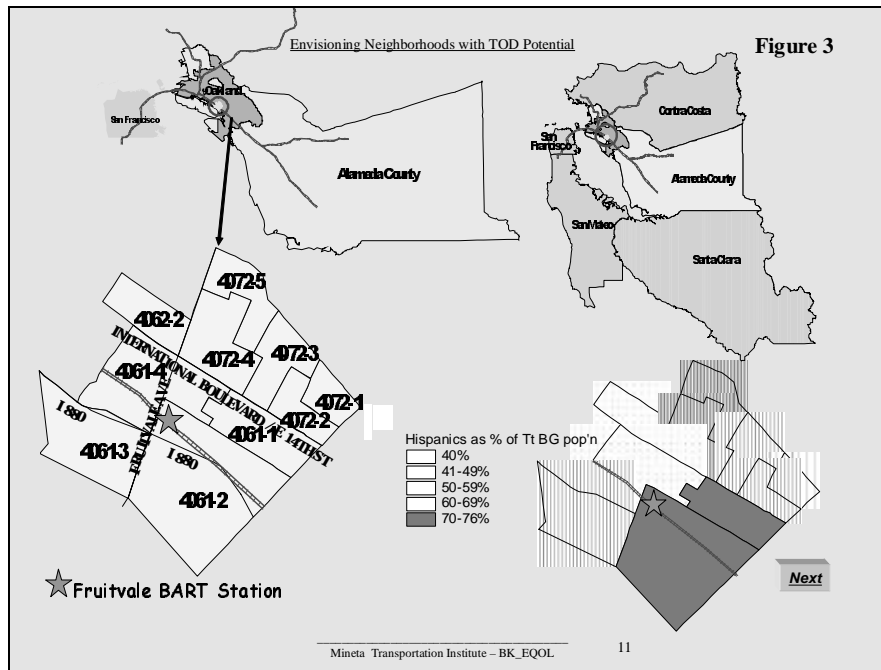 Envisioning Neighborhoods with TOD Potential
Figure 3
Oakland
San Francisco
Alameda County
Contra Costa
San
Francisco
Alameda County
San Mateo
Santa Clara
4072-5
4062-2
4072-4
4072-3
4061-4
INTERNATIONAL BOULEVARD /E 14TH ST
4072-1
4072-2
4061-1
I 880
FRUITVALE AVE
4061-3
I 880
4061-2
Hispanics as % of Tt BG pop'n
40%
41-49%
50-59%
60-69%
70-76%
Fruitvale BART Station
Next
Mineta Transportation Institute – BK_EQOL
11